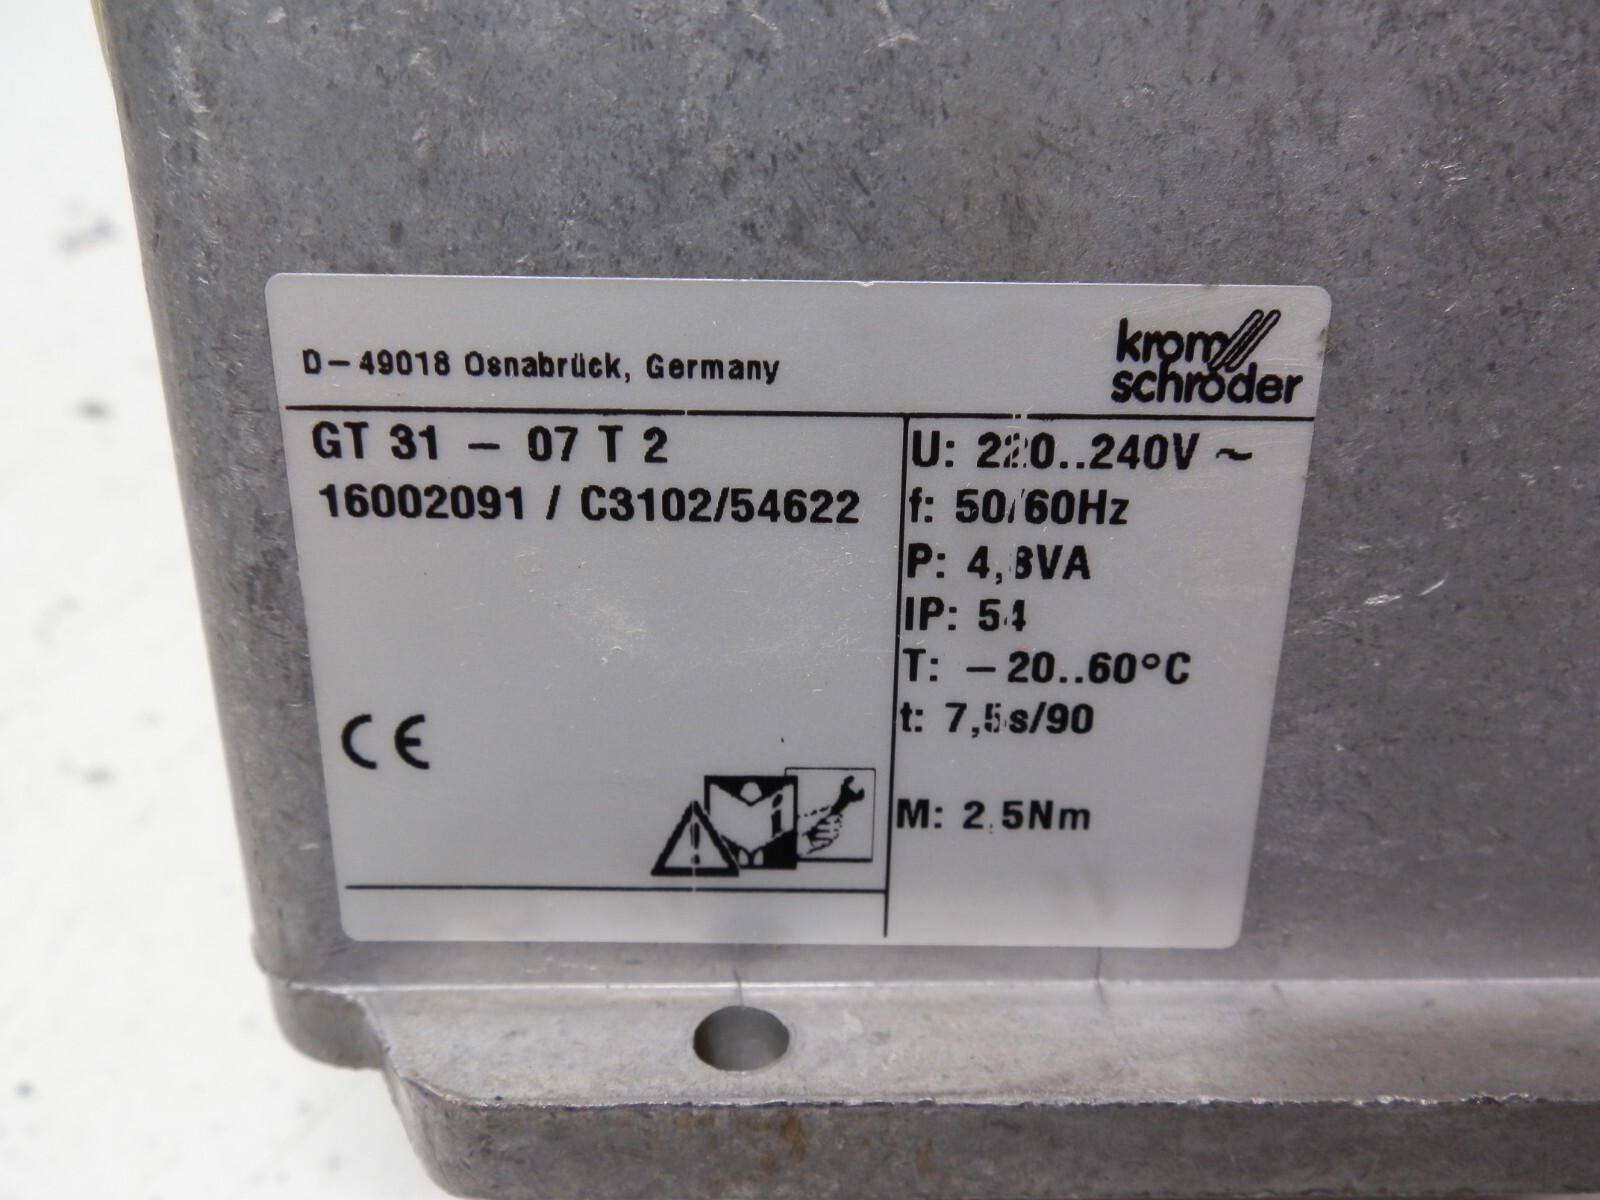 D-49018 Osnabrück, Germany
krom
schröder
GT 31 - 07 T 2
16002091 / C3102/54622
U: 220..240V ~
f: 50/60Hz
P: 4,8VA
IP: 54
T: -20..60°C
t: 7,5s/90
M: 2,5Nm
CE
i